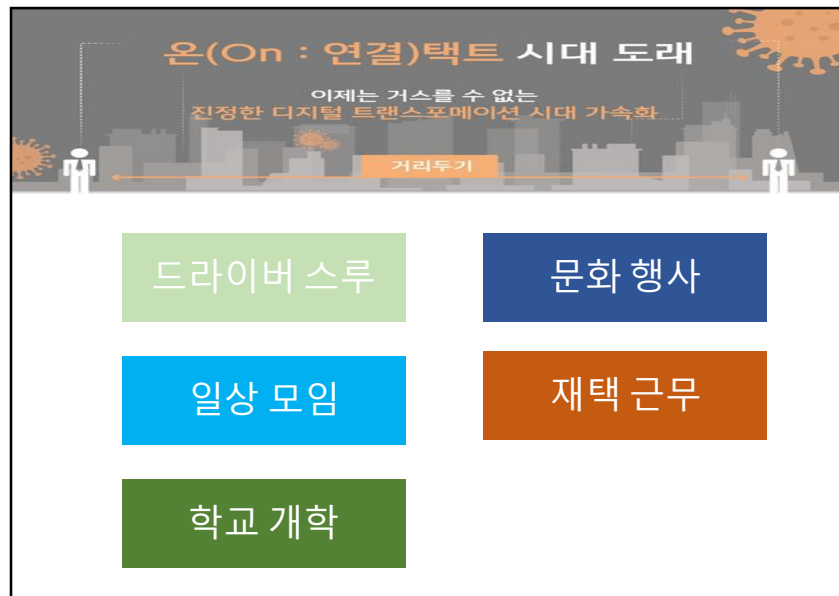 온(On : 연결)택트 시대 도래
이제는 거스를 수 없는
진정한 디지털 트랜스포메이션 시대 가속화
거리두기
드라이버 스루
문화 행사
일상 모임
재택 근무
학교 개학